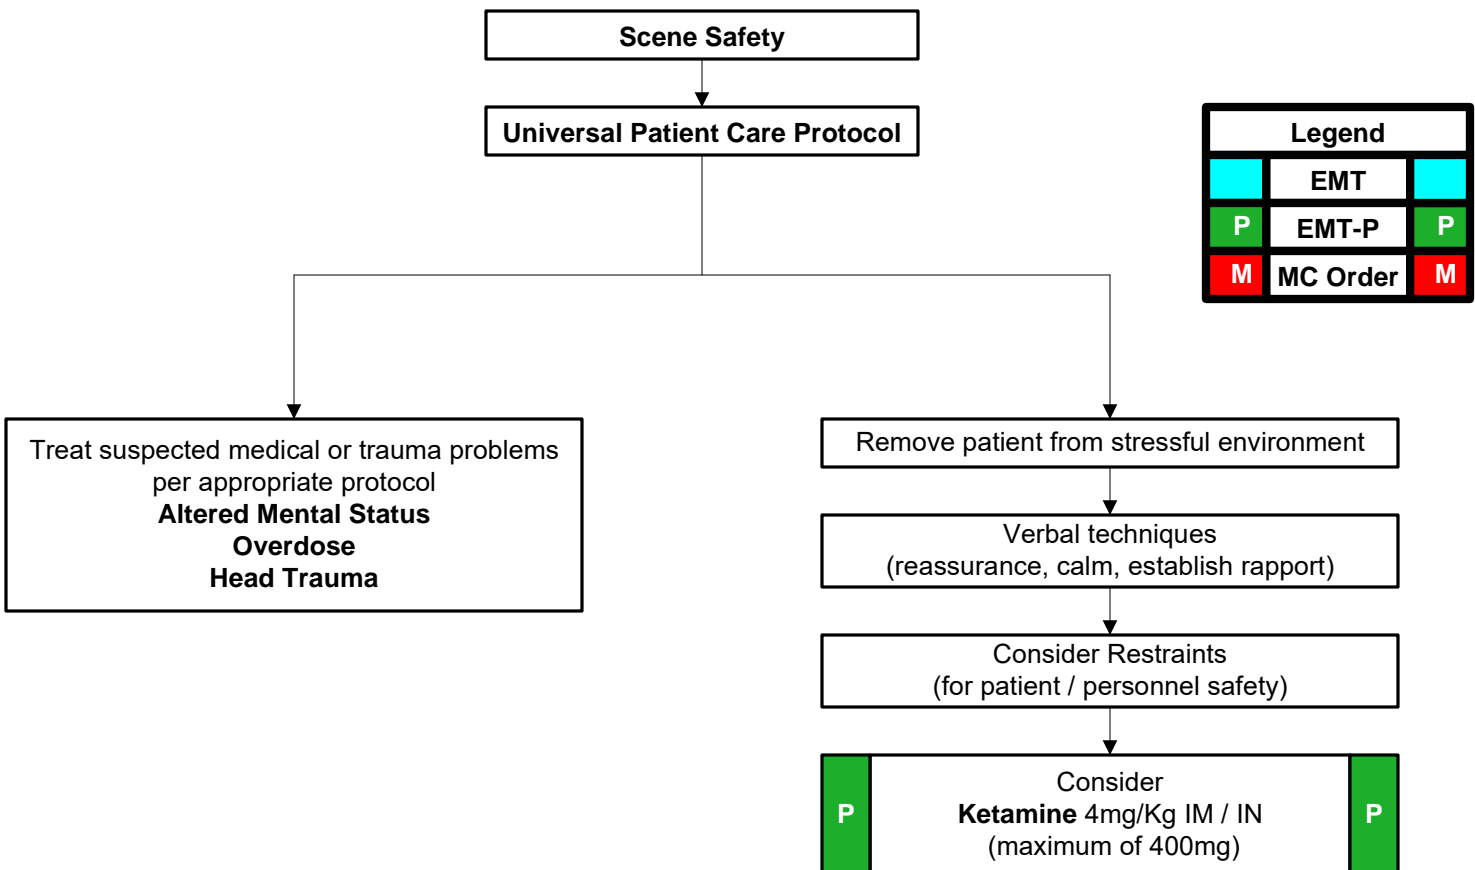 Scene Safety
Universal Patient Care Protocol
Legend
EMT
P EMT-P P
M MC Order M
Treat suspected medical or trauma problems
per appropriate protocol
Altered Mental Status
Overdose
Head Trauma
Remove patient from stressful environment
Verbal techniques
(reassurance, calm, establish rapport)
Consider Restraints
(for patient / personnel safety)
Consider
P Ketamine 4mg/Kg IM / IN P
(maximum of 400mg)